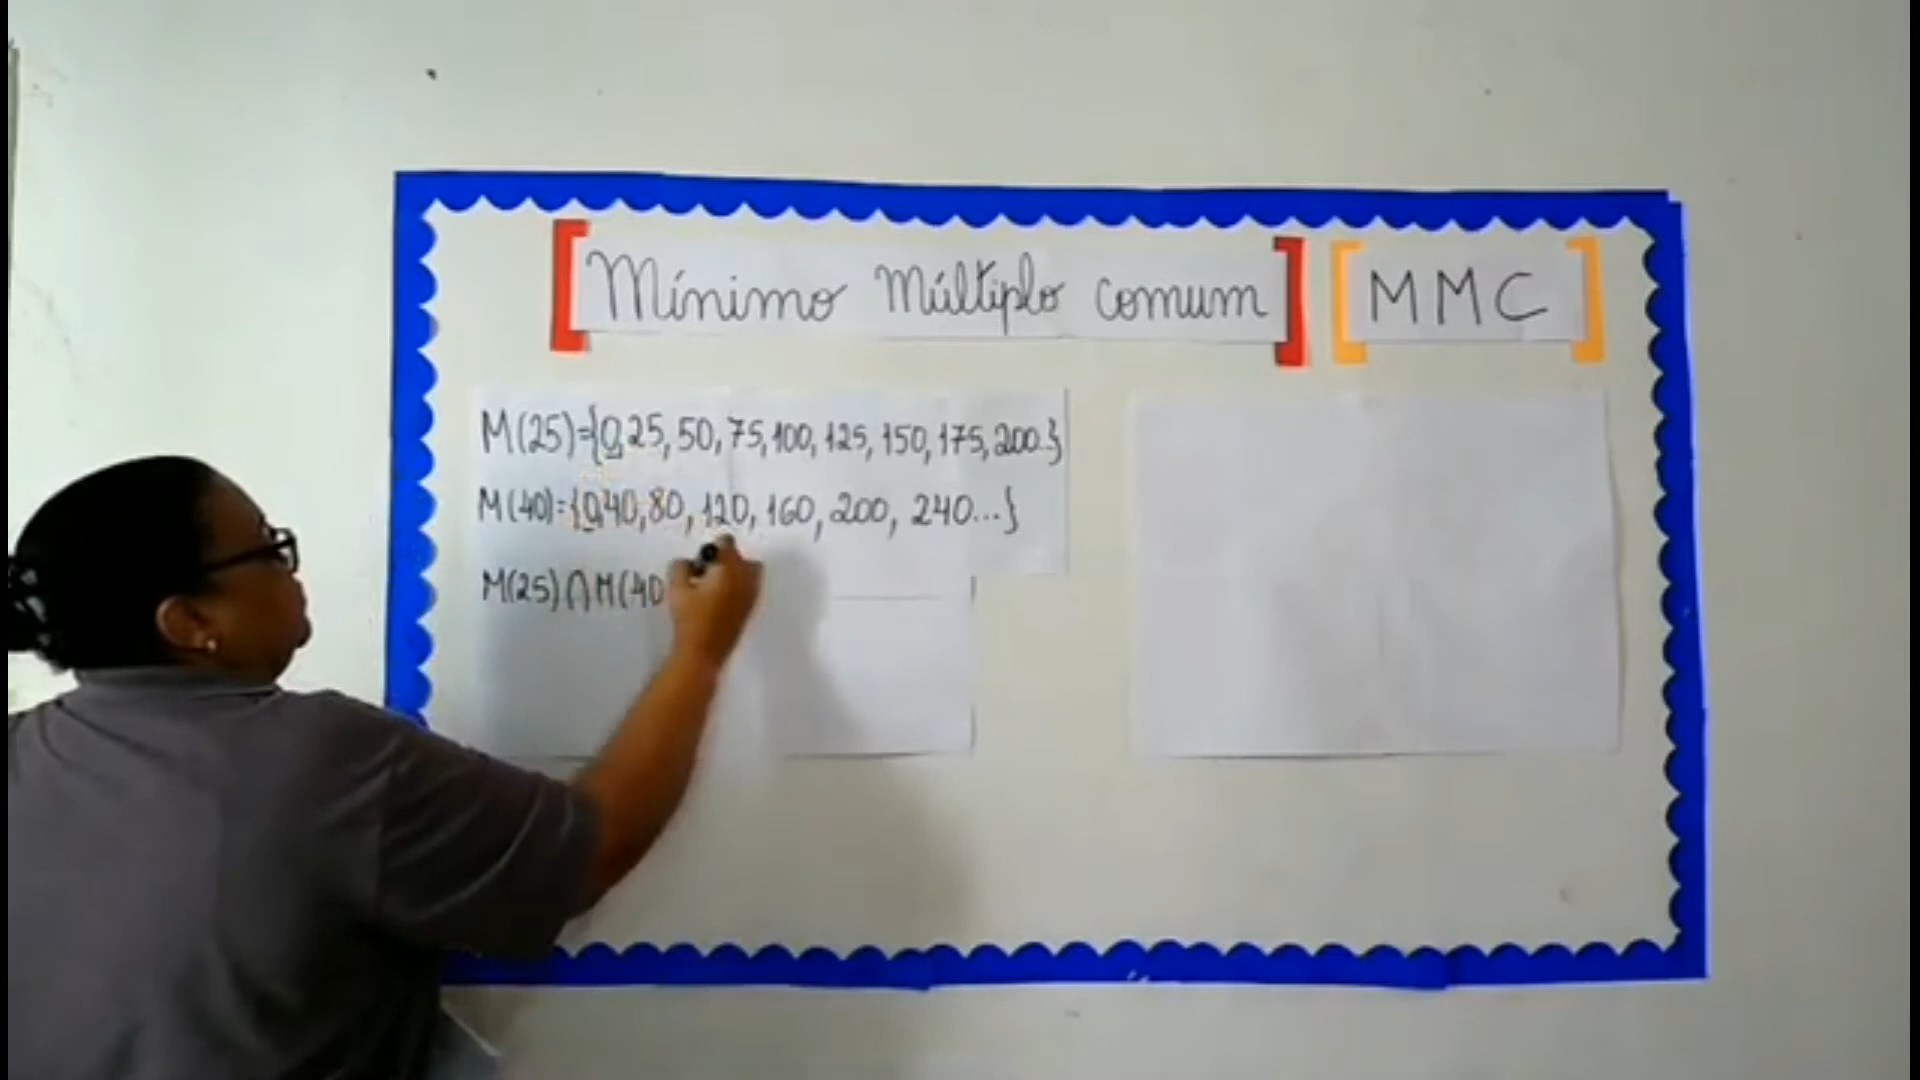 [Mínimo Múltiplo comum] [MMC]
M(25)={0,25,50,75,100,125,150,175,200..}
M(40)={0,40,80,120,160,200,240...}
M(25)∩M(40